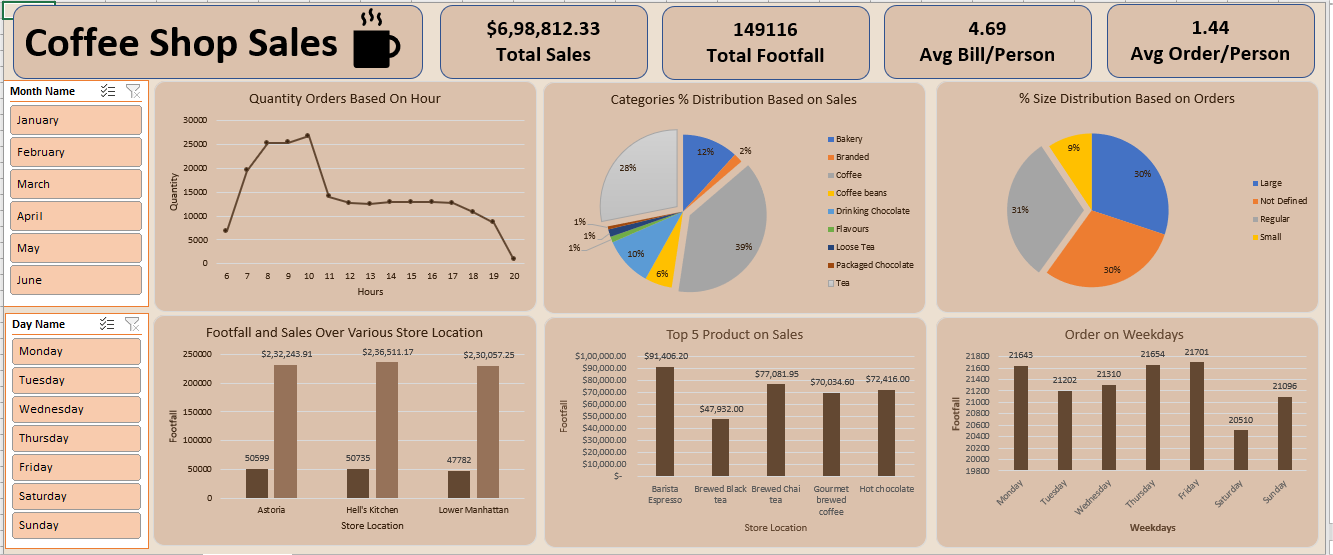 Coffee Shop Sales
$6,98,812.33
Total Sales
149116
Total Footfall
4.69
Avg Bill/Person
1.44
Avg Order/Person
Month Name
January
February
March
April
May
June
Day Name
Monday
Tuesday
Wednesday
Thursday
Friday
Saturday
Sunday
Quantity Orders Based On Hour
Quantity
30000
25000
20000
15000
10000
5000
0
6 7 8 9 10 11 12 13 14 15 16 17 18 19 20
Hours
Categories % Distribution Based on Sales
12%
2%
39%
6%
10%
1%
1%
1%
28%
Bakery
Branded
Coffee
Coffee beans
Drinking Chocolate
Flavours
Loose Tea
Packaged Chocolate
Tea
% Size Distribution Based on Orders
30%
30%
31%
9%
Large
Not Defined
Regular
Small
Footfall and Sales Over Various Store Location
Footfall
250000
200000
150000
100000
50000
0
50599
$2,32,243.91
50735
$2,36,511.17
47782
$2,30,057.25
Astoria
Hell's Kitchen
Lower Manhattan
Store Location
Top 5 Product on Sales
Footfall
$1,00,000.00
$90,000.00
$80,000.00
$70,000.00
$60,000.00
$50,000.00
$40,000.00
$30,000.00
$20,000.00
$10,000.00
$-
$91,406.20
$47,932.00
$77,081.95
$70,034.60
$72,416.00
Barista
Espresso
Brewed Black
tea
Brewed Chai
tea
Gourmet
brewed
coffee
Hot chocolate
Store Location
Order on Weekdays
Footfall
21800
21600
21400
21200
21000
20800
20600
20400
20200
20000
19800
21643
21202
21310
21654
21701
20510
21096
Monday
Tuesday
Wednesday
Thursday
Friday
Saturday
Sunday
Weekdays